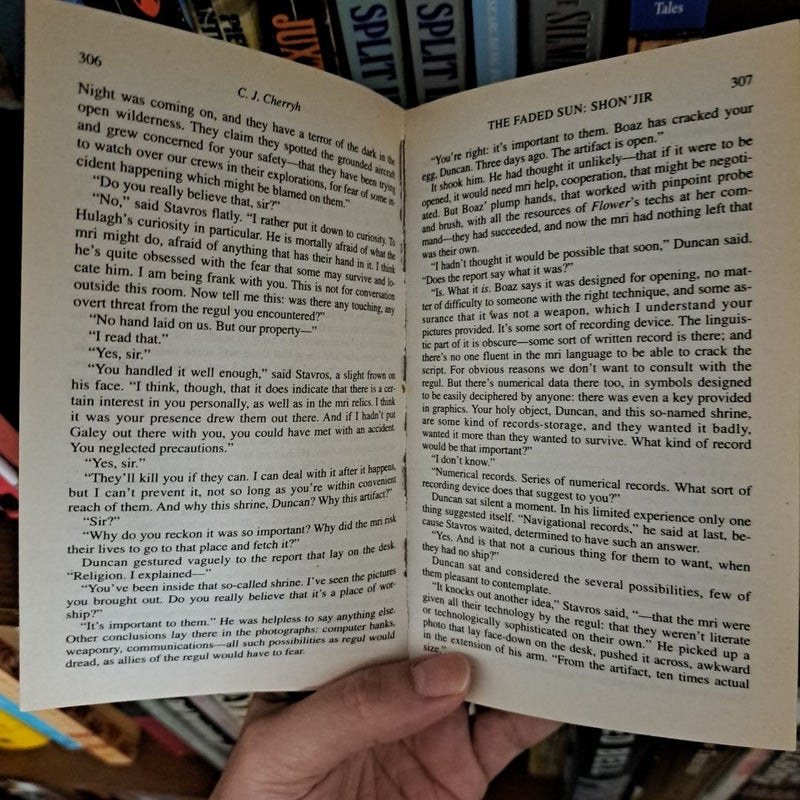 Tales
JUX
SPLIT
SPLIT
306
C. J. Cherryh
Night was coming on, and they have a terror of the dark in the
open wilderness. They claim they spotted the grounded aircraft
and grew concerned for your safety—that they have been trying
to watch over our crews in their explorations, for fear of some in-
cident happening which might be blamed on them."
"Do you really believe that, sir?"
"No," said Stavros flatly. "I rather put it down to curiosity. To
Hulagh's curiosity in particular. He is mortally afraid of what the
mri might do, afraid of anything that has their hand in it. I think
he's quite obsessed with the fear that some may survive and lo-
cate him. I am being frank with you. This is not for conversation
outside this room. Now tell me this: was there any touching, any
overt threat from the regul you encountered?"
"No hand laid on us. But our property—"
"I read that."
"Yes, sir."
"You handled it well enough," said Stavros, a slight frown on
his face. "I think, though, that it does indicate that there is a cer-
tain interest in you personally, as well as in the mri relics. I think
it was your presence drew them out there. And if I hadn't put
Galey out there with you, you could have met with an accident.
You neglected precautions."
"Yes, sir."
"They'll kill you if they can. I can deal with it after it happens,
but I can't prevent it, not so long as you're within convenient
reach of them. And why this shrine, Duncan? Why this artifact?"
"Sir?"
"Why do you reckon it was so important? Why did the mri risk
their lives to go to that place and fetch it?"
Duncan gestured vaguely to the report that lay on the desk.
"Religion. I explained—"
"You've been inside that so-called shrine. I've seen the pictures
you brought out. Do you really believe that it's a place of wor-
ship?"
"It's important to them." He was helpless to say anything else.
Other conclusions lay there in the photographs: computer banks,
weaponry, communications—all such possibilities as regul would
dread, as allies of the regul would have to fear.
307
THE FADED SUN: SHON'JIR
"You're right: it's important to them. Boaz has cracked your
egg, Duncan. Three days ago. The artifact is open."
It shook him. He had thought it unlikely—that if it were to be
opened, it would need mri help, cooperation, that might be negoti-
ated. But Boaz' plump hands, that worked with pinpoint probe
and brush, with all the resources of Flower's techs at her com-
mand—they had succeeded, and now the mri had nothing left that
was their own.
"I hadn't thought it would be possible that soon," Duncan said.
"Does the report say what it was?"
"Is. What it is. Boaz says it was designed for opening, no mat-
ter of difficulty to someone with the right technique, and some as-
surance that it was not a weapon, which I understand your
pictures provided. It's some sort of recording device. The linguis-
tic part of it is obscure—some sort of written record is there; and
there's no one fluent in the mri language to be able to crack the
script. For obvious reasons we don't want to consult with the
regul. But there's numerical data there too, in symbols designed
to be easily deciphered by anyone: there was even a key provided
in graphics. Your holy object, Duncan, and this so-named shrine,
are some kind of records-storage, and they wanted it badly,
wanted it more than they wanted to survive. What kind of record
would be that important?"
"I don't know."
"Numerical records. Series of numerical records. What sort of
recording device does that suggest to you?"
Duncan sat silent a moment. In his limited experience only one
thing suggested itself. "Navigational records," he said at last, be-
cause Stavros waited, determined to have such an answer.
"Yes. And is that not a curious thing for them to want, when
they had no ship?"
Duncan sat and considered the several possibilities, few of
them pleasant to contemplate.
"It knocks out another idea," Stavros said, "—that the mri were
given all their technology by the regul: that they weren't literate
or technologically sophisticated on their own." He picked up a
photo that lay face-down on the desk, pushed it across, awkward
in the extension of his arm. "From the artifact, ten times actual
size."